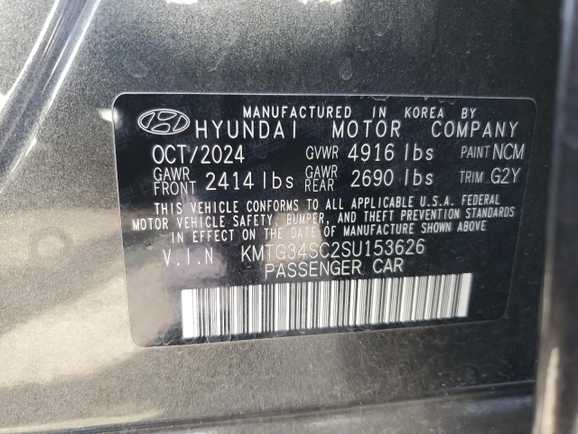 MANUFACTURED IN KOREA BY
HYUNDAI MOTOR COMPANY
OCT/2024 GVWR 4916 lbs PAINT NCM
GAWR FRONT 2414 lbs GAWR REAR 2690 lbs TRIM G2Y
THIS VEHICLE CONFORMS TO ALL APPLICABLE U.S.A. FEDERAL
MOTOR VEHICLE SAFETY, BUMPER, AND THEFT PREVENTION
STANDARDS IN EFFECT ON THE DATE OF MANUFACTURE SHOWN ABOVE
V.I.N KMTG34SC2SU153626
PASSENGER CAR